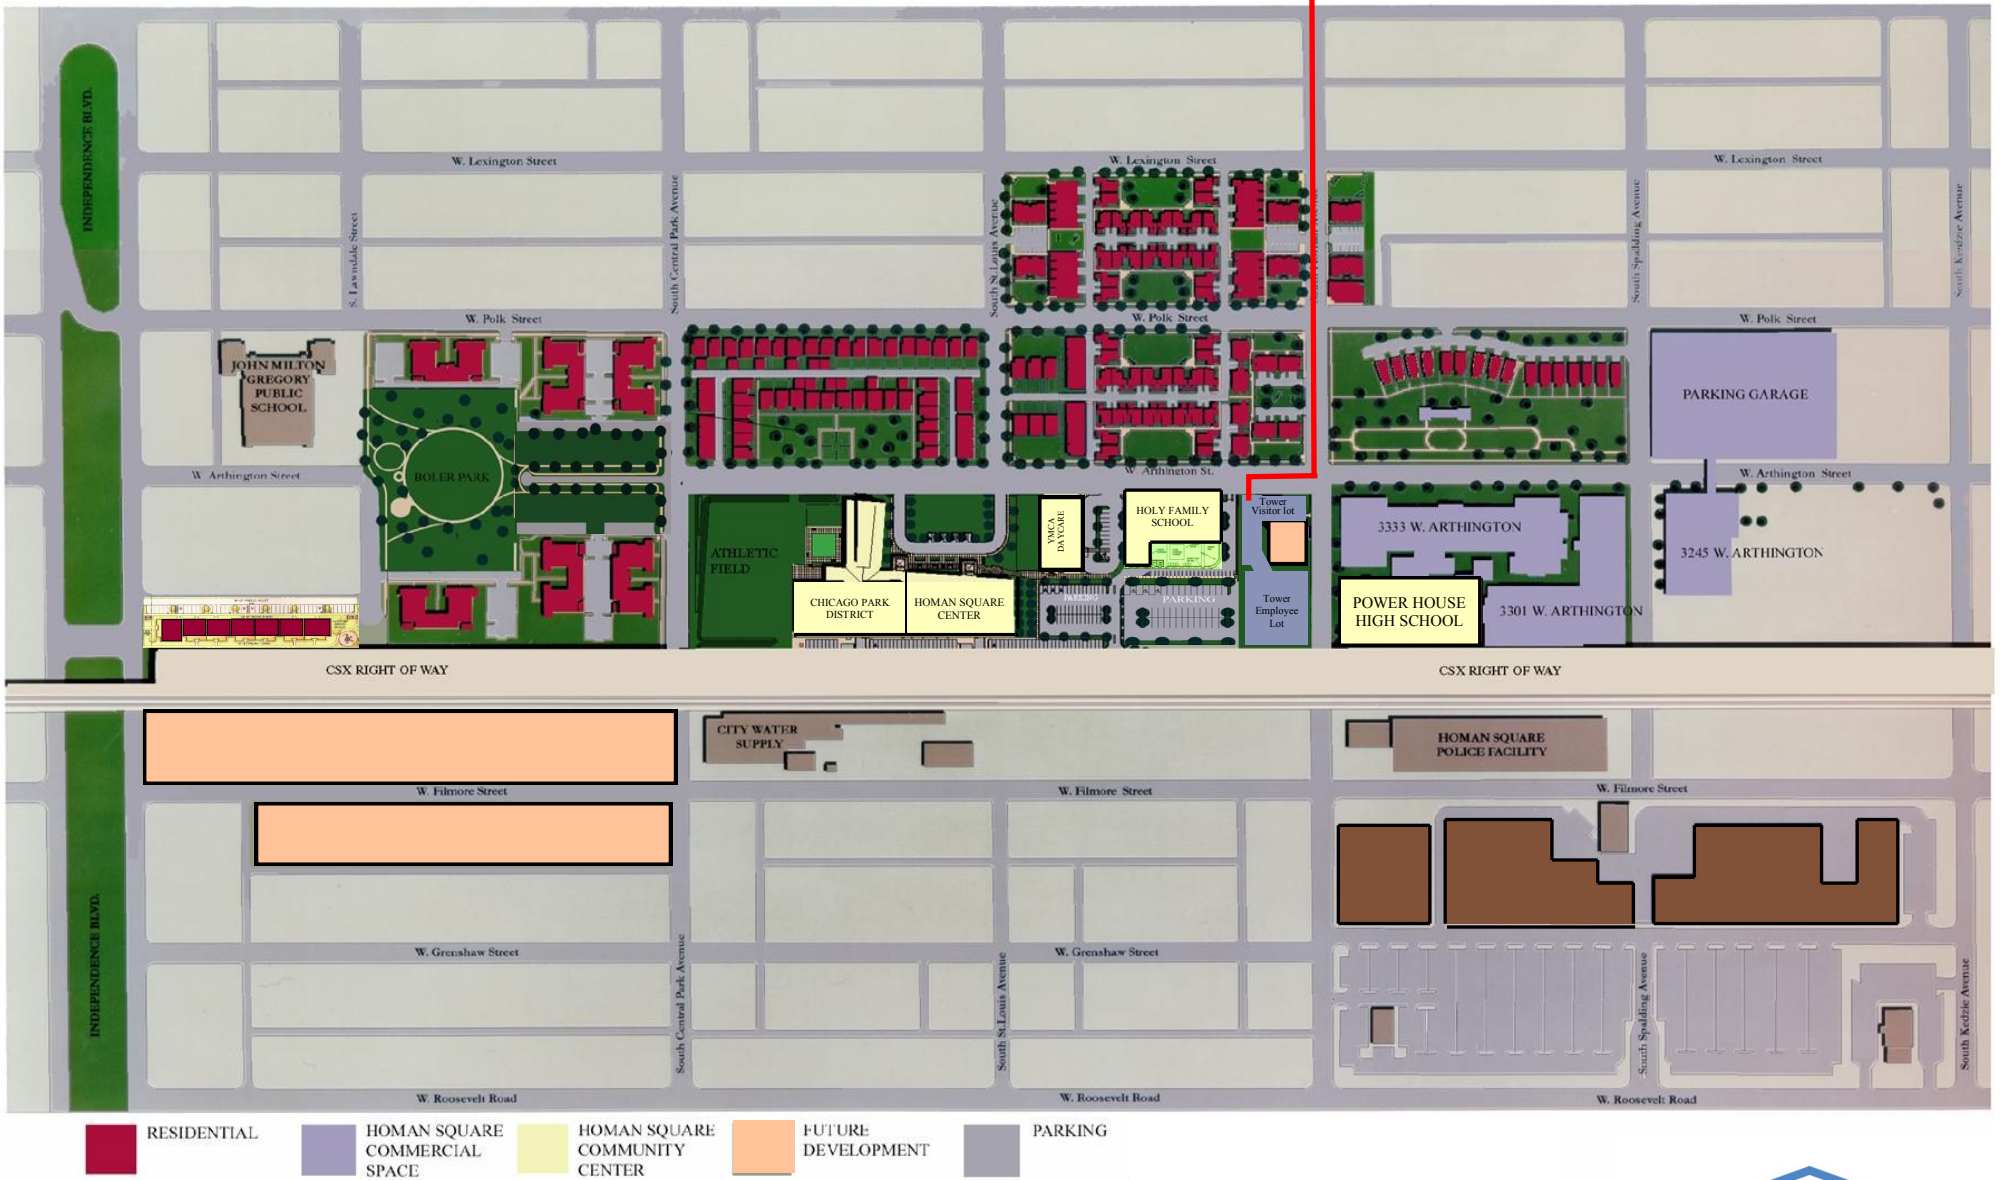 INDEPENDENCE BLVD.
W. Lexington Street
W. Lexington Street
W. Lexington Street
S. Lawndale Street
South Central Park Avenue
South St.Louis Avenue
South Spalding Avenue
South Kedzie Avenue
W. Polk Street
W. Polk Street
W. Polk Street
JOHN MILTON
GREGORY
PUBLIC
SCHOOL
PARKING GARAGE
BOLER PARK
W. Arthington Street
W. Arthington St.
W. Arthington Street
ATHLETIC
FIELD
YMCA
DAYCARE
HOLY FAMILY
SCHOOL
Tower
Visitor lot
3333 W. ARTHINGTON
3245 W. ARTHINGTON
CHICAGO PARK
DISTRICT
HOMAN SQUARE
CENTER
PARKING
PARKING
Tower
Employee
Lot
POWER HOUSE
HIGH SCHOOL
3301 W. ARTHINGTON
CSX RIGHT OF WAY
CSX RIGHT OF WAY
CITY WATER
SUPPLY
HOMAN SQUARE
POLICE FACILITY
W. Filmore Street
W. Filmore Street
W. Filmore Street
INDEPENDENCE BLVD.
W. Grenshaw Street
W. Grenshaw Street
South Central Park Avenue
South St.Louis Avenue
South Spalding Avenue
South Kedzie Avenue
W. Roosevelt Road
W. Roosevelt Road
W. Roosevelt Road
RESIDENTIAL
HOMAN SQUARE
COMMERCIAL
SPACE
HOMAN SQUARE
COMMUNITY
CENTER
FUTURE
DEVELOPMENT
PARKING